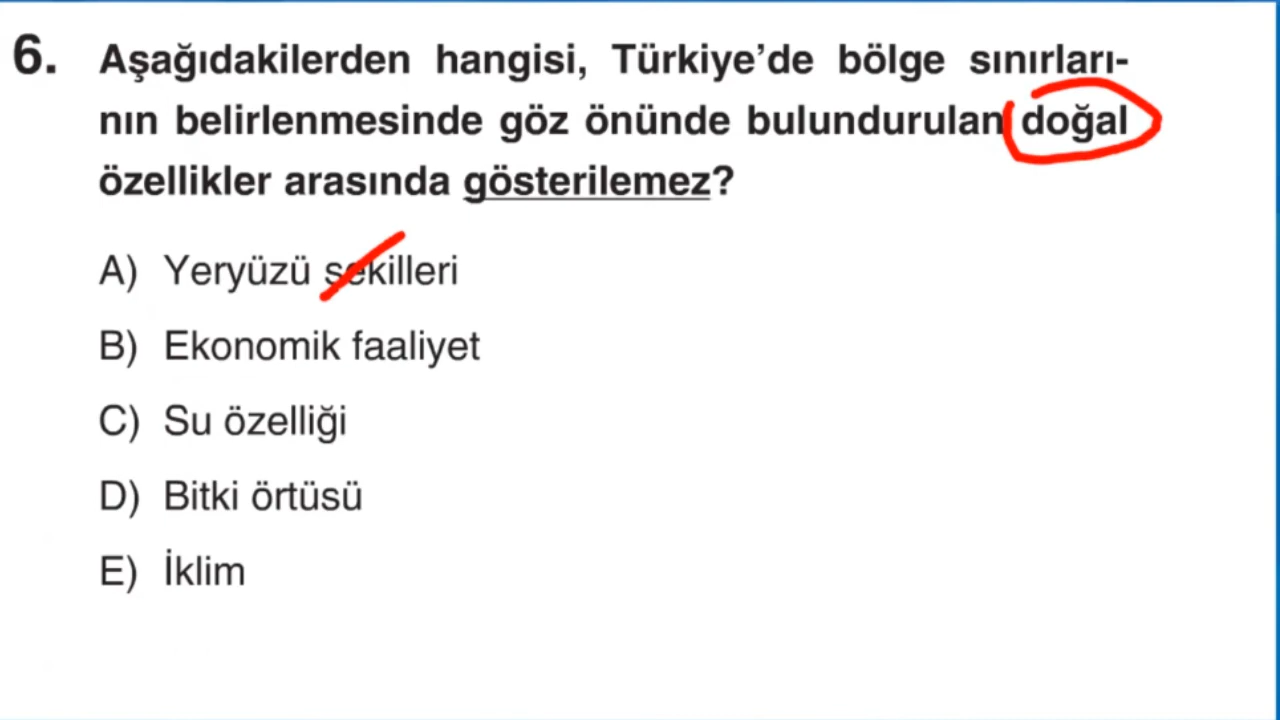 6. Aşağıdakilerden hangisi, Türkiye'de bölge sınırları-
nın belirlenmesinde göz önünde bulundurulan doğal
özellikler arasında gösterilemez?
A) Yeryüzü şekilleri
B) Ekonomik faaliyet
C) Su özelliği
D) Bitki örtüsü
E) İklim